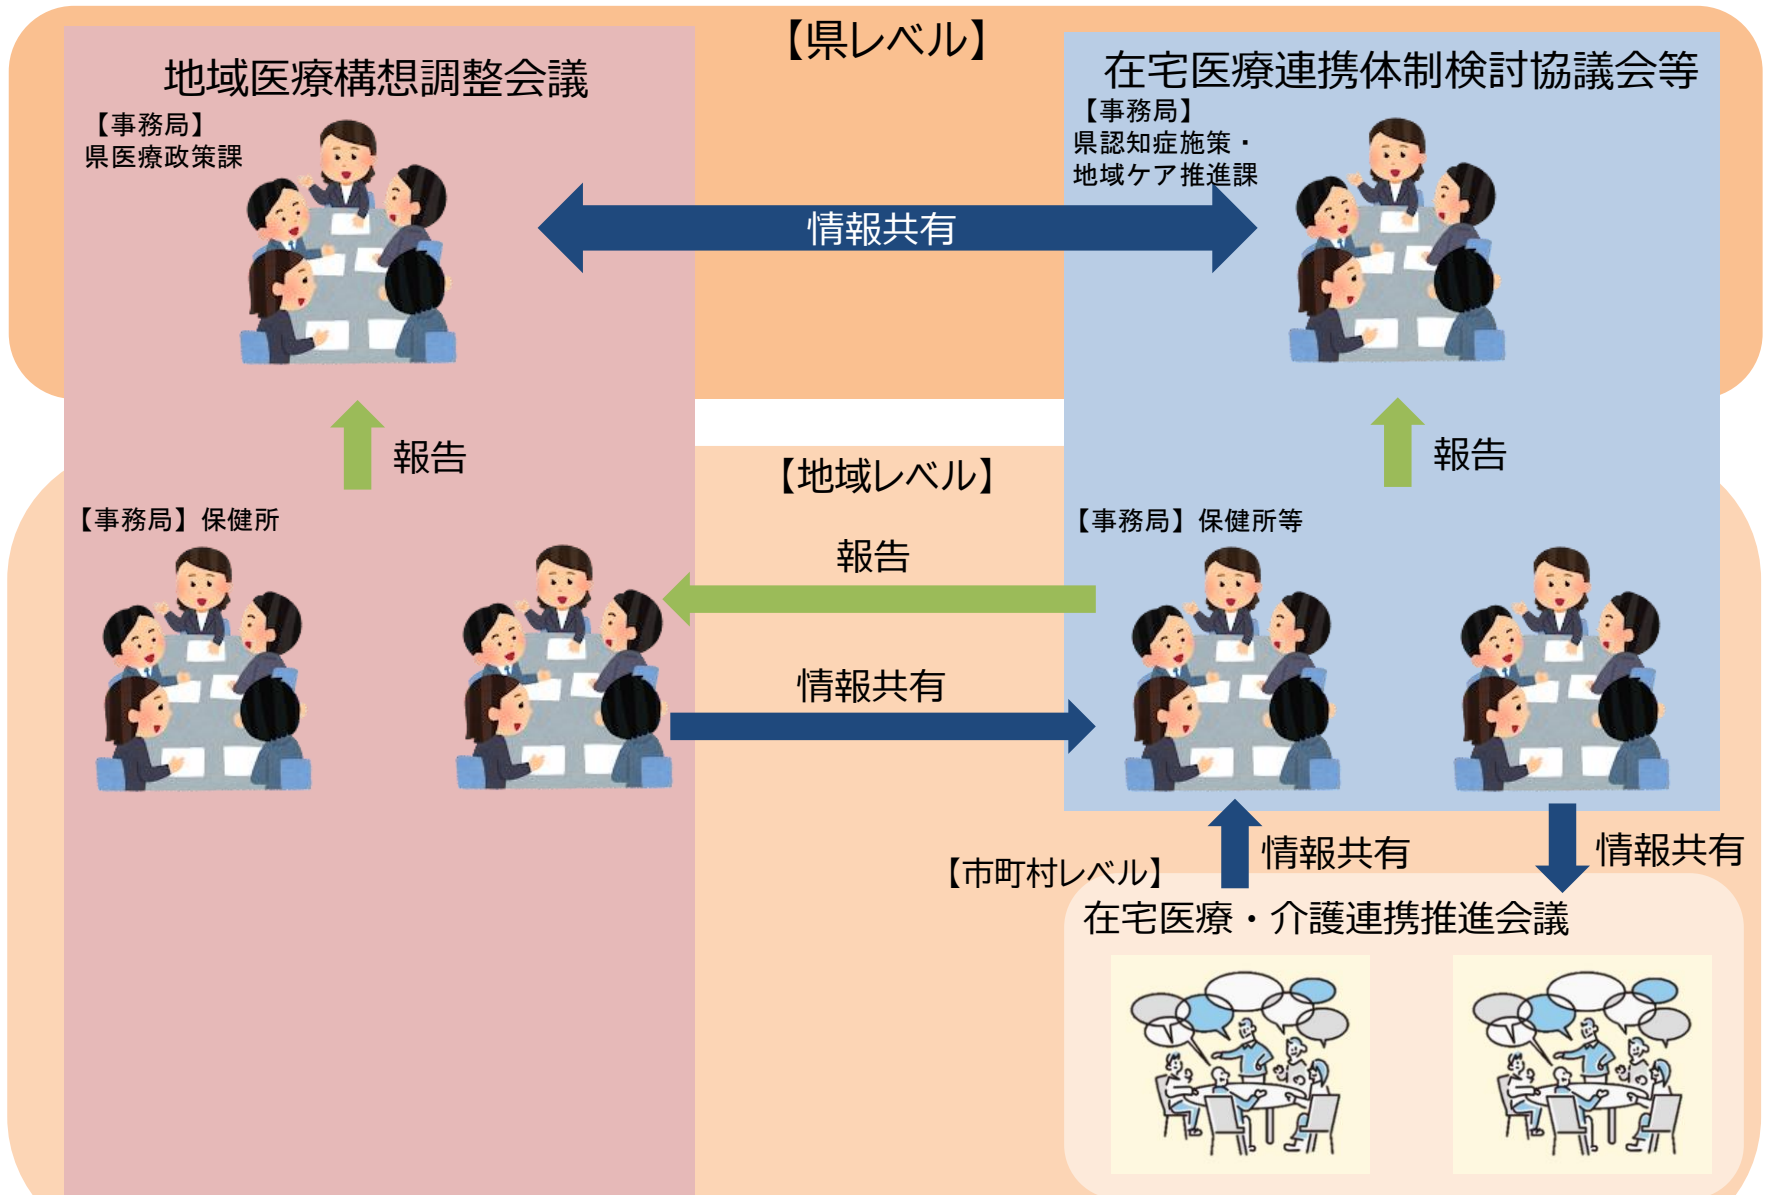 【県レベル】
地域医療構想調整会議
【事務局】
県医療政策課
在宅医療連携体制検討協議会等
【事務局】
県認知症施策・
地域ケア推進課
情報共有
報告
報告
【地域レベル】
【事務局】保健所
【事務局】保健所等
報告
情報共有
情報共有
情報共有
【市町村レベル】
在宅医療・介護連携推進会議